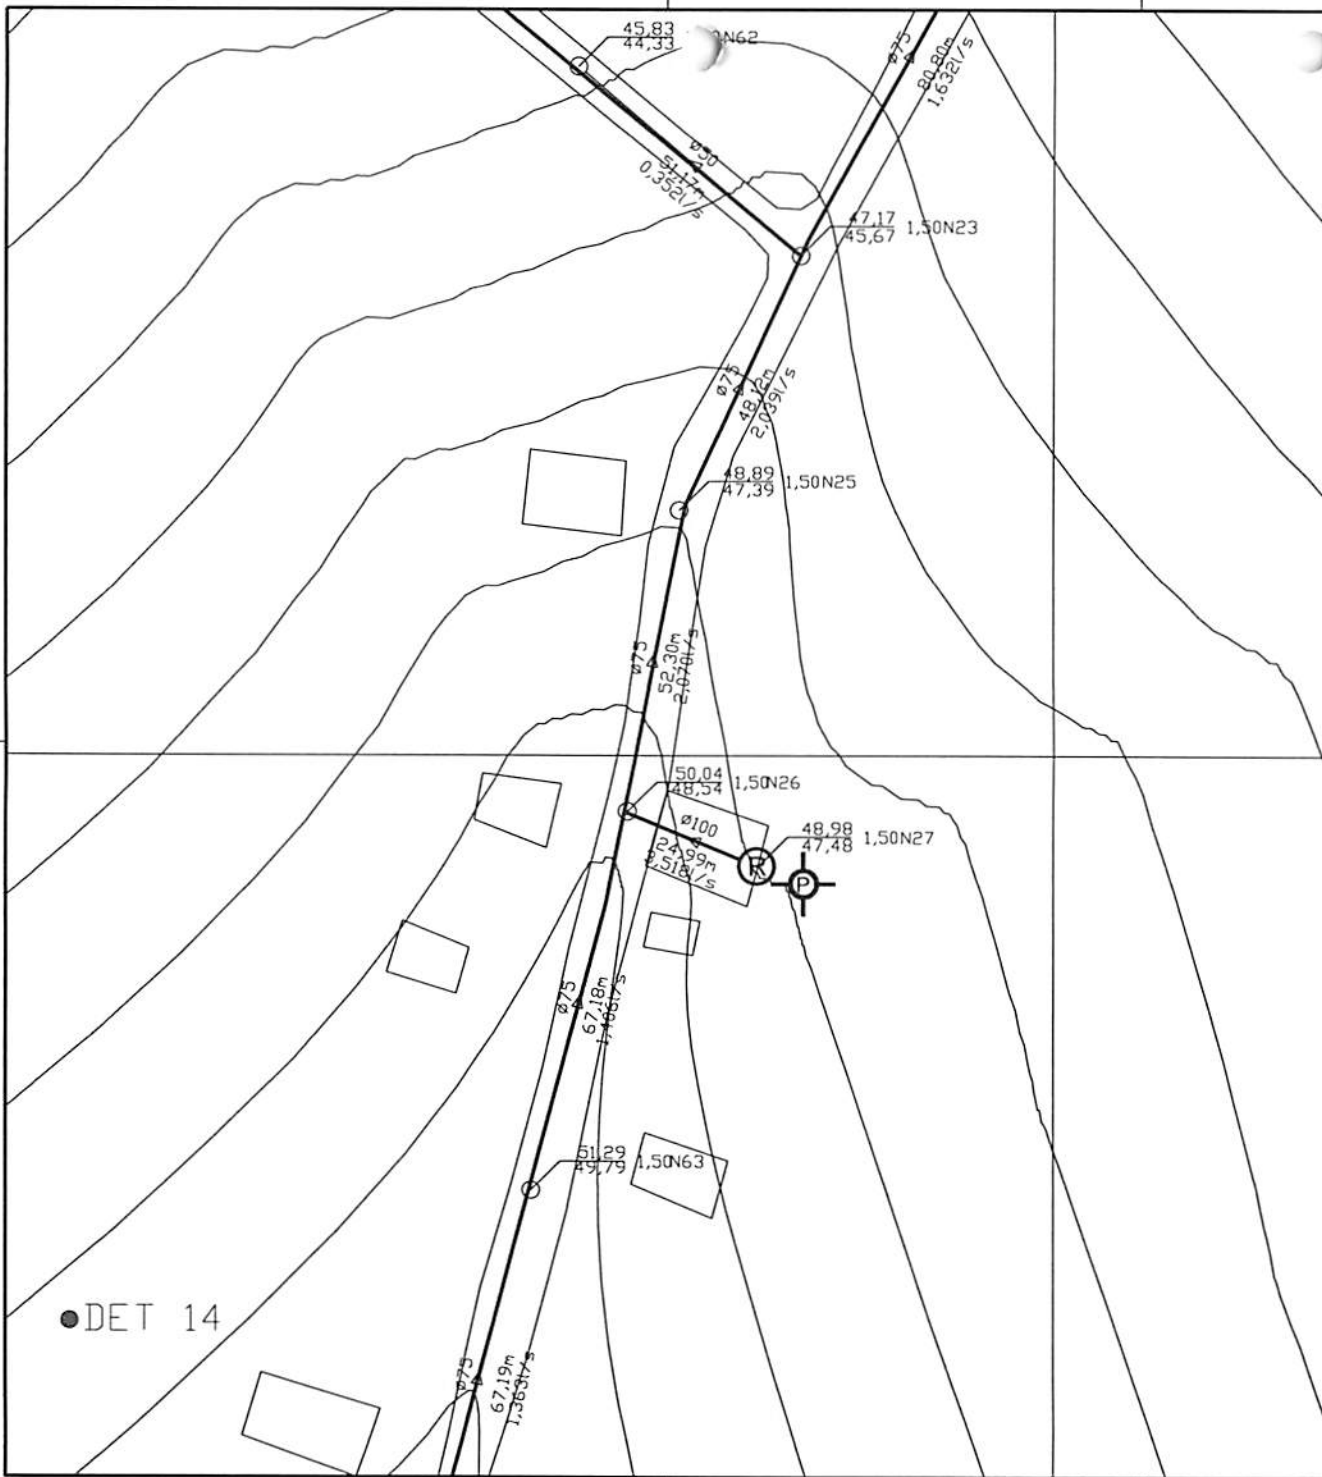 45,83
44,33
N62
ø75
80,80m
1,632l/s
ø50
51,17m
0,352l/s
47,17
45,67 1,50N23
ø75
48,12m
2,039l/s
48,89
47,39 1,50N25
ø75
52,30m
2,070l/s
50,04
48,54 1,50N26
ø100
24,99m
3,518l/s
48,98
47,48 1,50N27
R
P
ø75
67,18m
1,406l/s
51,29
49,79 1,50N63
DET 14
ø75
67,19m
1,363l/s